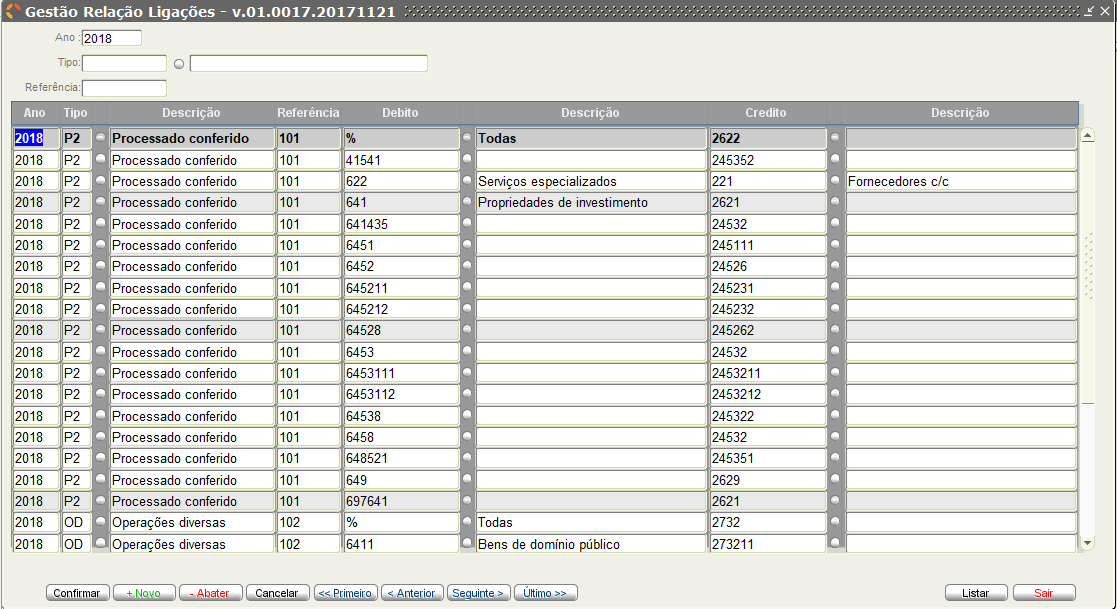 Gestão Relação Ligações - v.01.0017.20171121
Ano : 2018
Tipo:
Referência:
Ano Tipo Descrição Referência Debito Descrição Credito Descrição
2018 P2 Processado conferido 101 % Todas 2622
2018 P2 Processado conferido 101 41541 245352
2018 P2 Processado conferido 101 622 Serviços especializados 221 Fornecedores c/c
2018 P2 Processado conferido 101 641 Propriedades de investimento 2621
2018 P2 Processado conferido 101 641435 24532
2018 P2 Processado conferido 101 6451 245111
2018 P2 Processado conferido 101 6452 24526
2018 P2 Processado conferido 101 645211 245231
2018 P2 Processado conferido 101 645212 245232
2018 P2 Processado conferido 101 64528 245262
2018 P2 Processado conferido 101 6453 24532
2018 P2 Processado conferido 101 6453111 2453211
2018 P2 Processado conferido 101 6453112 2453212
2018 P2 Processado conferido 101 64538 245322
2018 P2 Processado conferido 101 6458 24532
2018 P2 Processado conferido 101 648521 245351
2018 P2 Processado conferido 101 649 2629
2018 P2 Processado conferido 101 697641 2621
2018 OD Operações diversas 102 % Todas 2732
2018 OD Operações diversas 102 6411 Bens de domínio público 273211
Confirmar + Novo - Abater Cancelar << Primeiro < Anterior Seguinte > Último >> Listar Sair